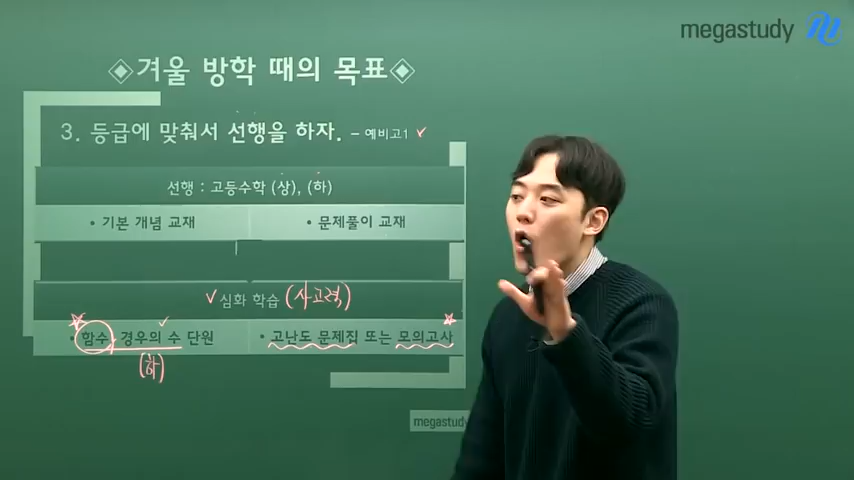 megastudy
겨울 방학 때의 목표
3. 등급에 맞춰서 선행을 하자. - 예비고1
선행 : 고등수학 (상), (하)
• 기본 개념 교재
• 문제풀이 교재
심화 학습 (사고력)
• 함수, 경우의 수 단원
• 고난도 문제집 또는 모의고사
(하)
megastudy